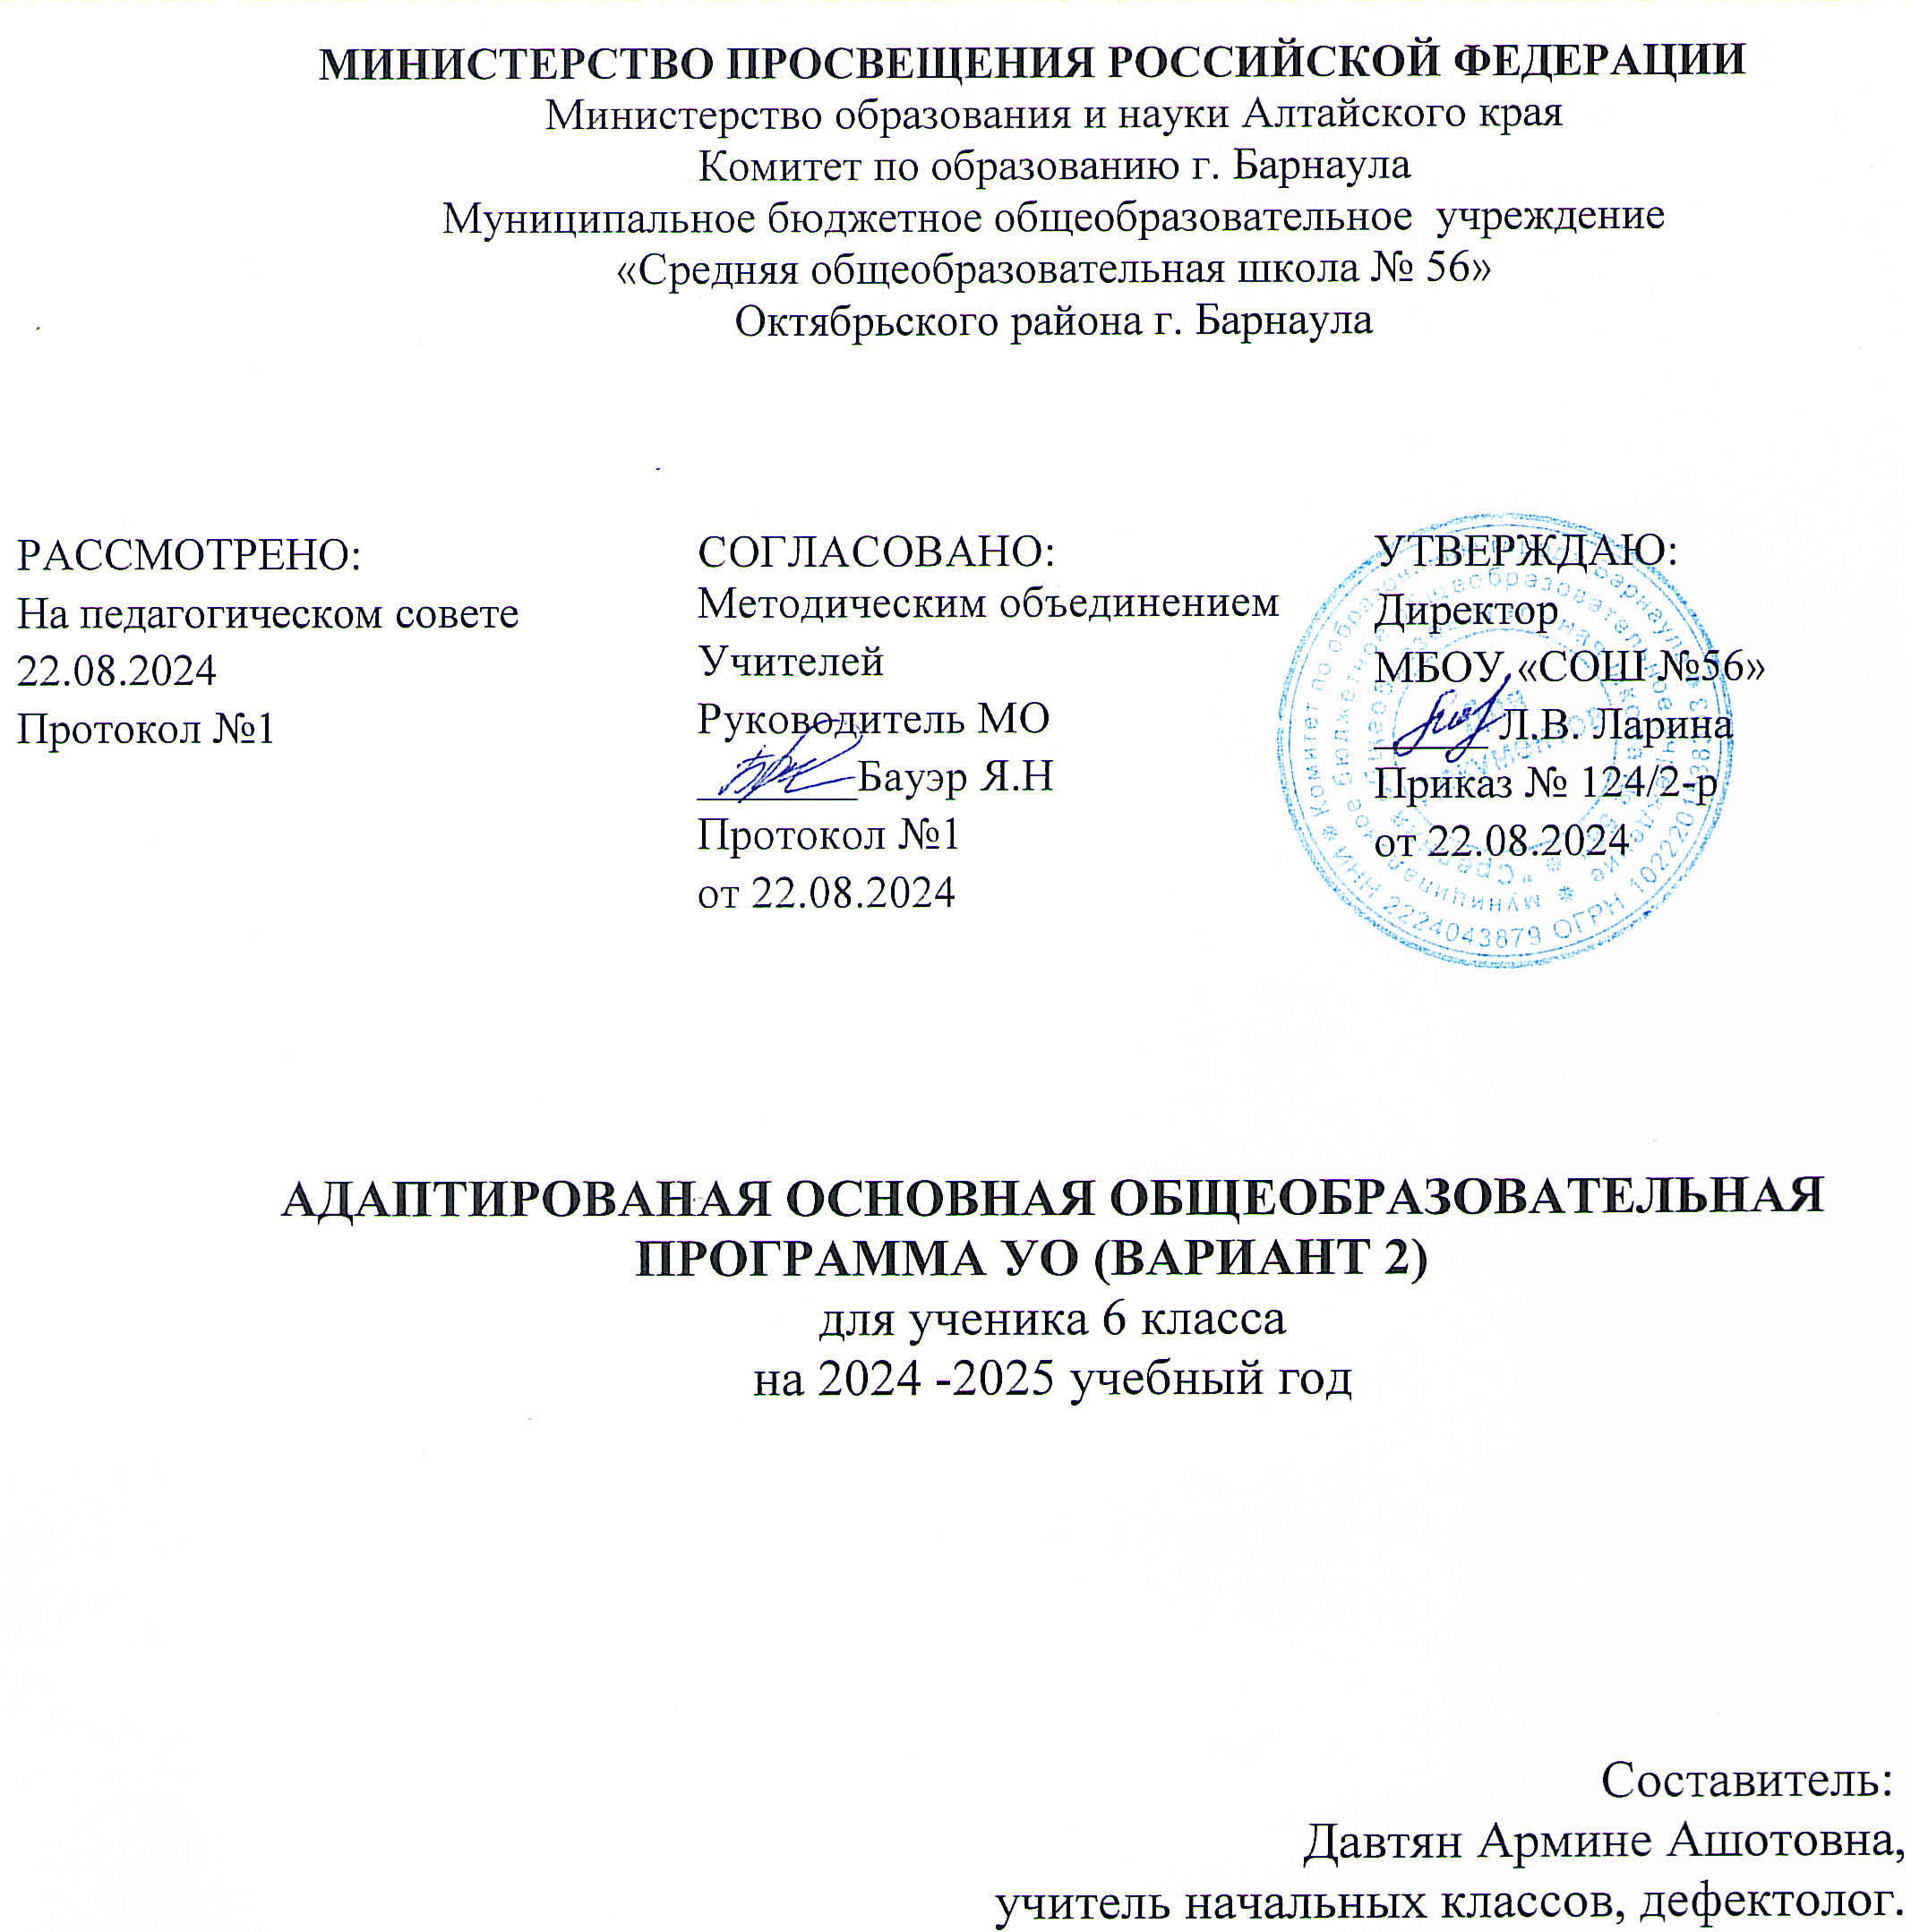 МИНИСТЕРСТВО ПРОСВЕЩЕНИЯ РОССИЙСКОЙ ФЕДЕРАЦИИ
Министерство образования и науки Алтайского края
Комитет по образованию г. Барнаула
Муниципальное бюджетное общеобразовательное учреждение
«Средняя общеобразовательная школа № 56»
Октябрьского района г. Барнаула
РАССМОТРЕНО:
На педагогическом совете
22.08.2024
Протокол №1
СОГЛАСОВАНО:
Методическим объединением
Учителей
Руководитель МО
________Бауэр Я.Н
Протокол №1
от 22.08.2024
УТВЕРЖДАЮ:
Директор
МБОУ «СОШ №56»
______Л.В. Ларина
Приказ № 124/2-р
от 22.08.2024
ИНН 2224043879 ОГРН
АДАПТИРОВАНАЯ ОСНОВНАЯ ОБЩЕОБРАЗОВАТЕЛЬНАЯ
ПРОГРАММА УО (ВАРИАНТ 2)
для ученика 6 класса
на 2024 -2025 учебный год
Составитель:
Давтян Армине Ашотовна,
учитель начальных классов, дефектолог.